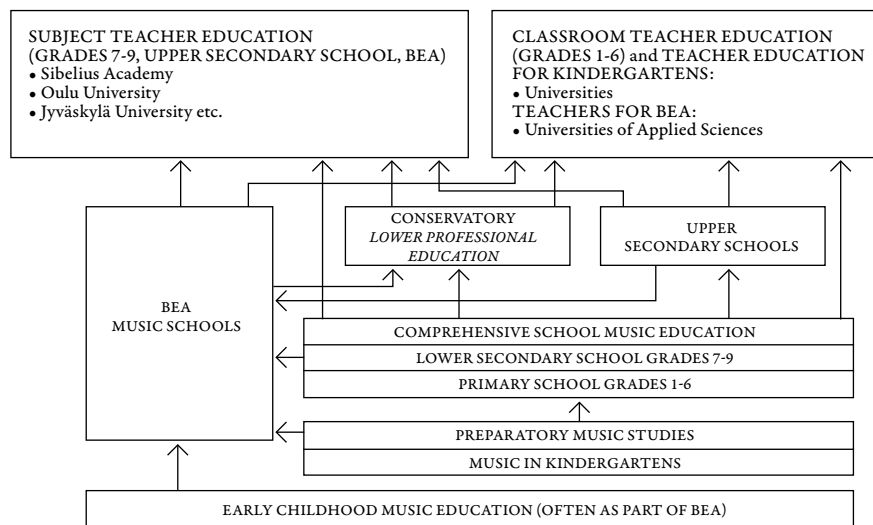 SUBJECT TEACHER EDUCATION
(GRADES 7-9, UPPER SECONDARY SCHOOL, BEA)
• Sibelius Academy
• Oulu University
• Jyväskylä University etc.
CLASSROOM TEACHER EDUCATION
(GRADES 1-6) and TEACHER EDUCATION
FOR KINDERGARTENS:
• Universities
TEACHERS FOR BEA:
• Universities of Applied Sciences
BEA
MUSIC SCHOOLS
CONSERVATORY
LOWER PROFESSIONAL
EDUCATION
UPPER
SECONDARY SCHOOLS
COMPREHENSIVE SCHOOL MUSIC EDUCATION
LOWER SECONDARY SCHOOL GRADES 7-9
PRIMARY SCHOOL GRADES 1-6
PREPARATORY MUSIC STUDIES
MUSIC IN KINDERGARTENS
EARLY CHILDHOOD MUSIC EDUCATION (OFTEN AS PART OF BEA)